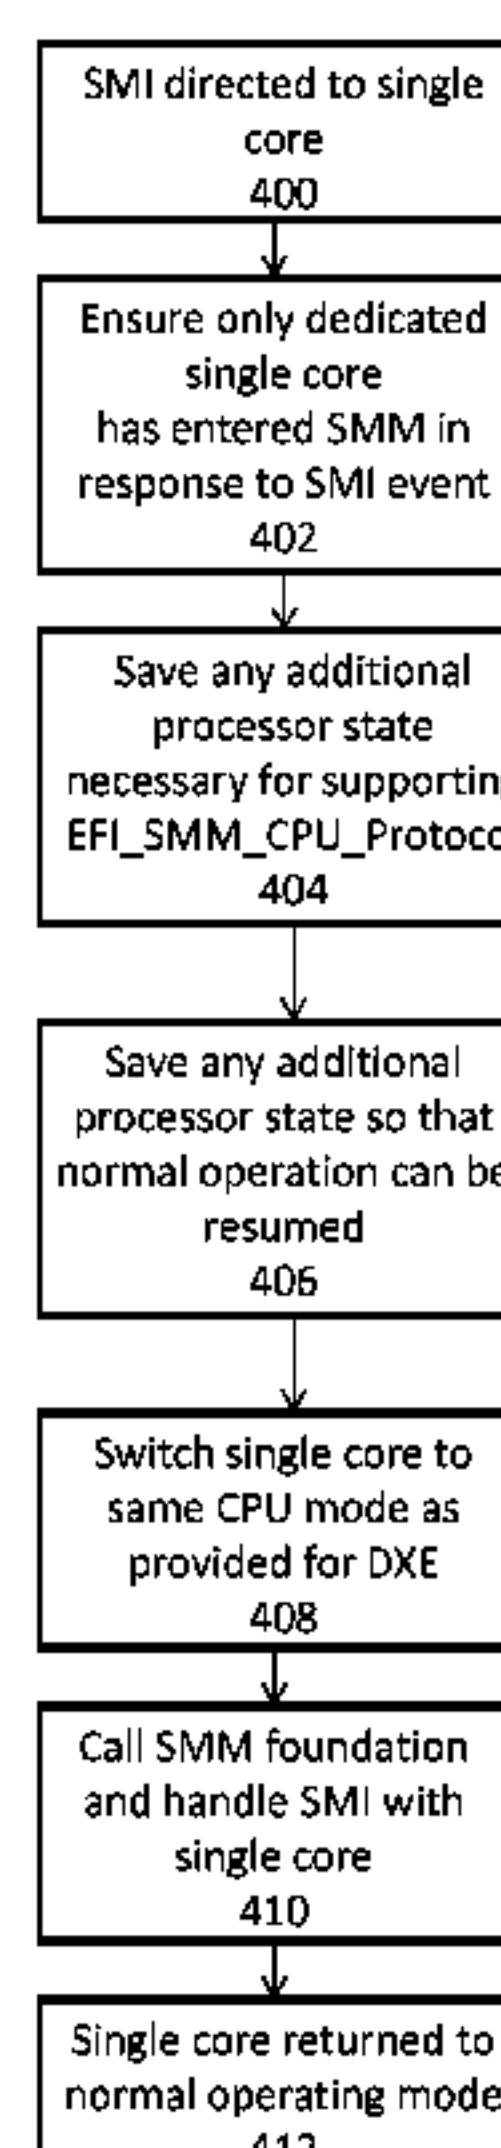 SMI directed to single
core
400
Ensure only dedicated
single core
has entered SMM in
response to SMI event
402
Save any additional
processor state
necessary for supporting
EFI_SMM_CPU_Protoco
404
Save any additional
processor state so that
normal operation can be
resumed
406
Switch single core to
same CPU mode as
provided for DXE
408
Call SMM foundation
and handle SMI with
single core
410
Single core returned to
normal operating mode
412